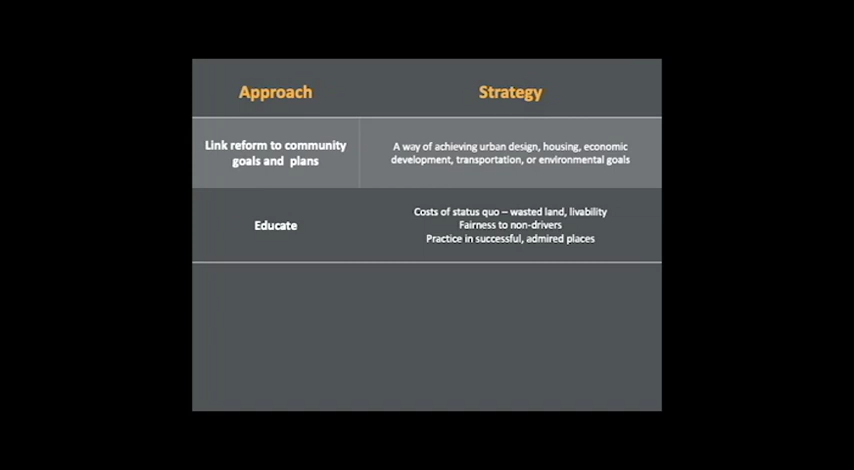 Approach
Strategy
Link reform to community
goals and plans
A way of achieving urban design, housing, economic
development, transportation, or environmental goals
Educate
Costs of status quo – wasted land, livability
Fairness to non-drivers
Practice in successful, admired places